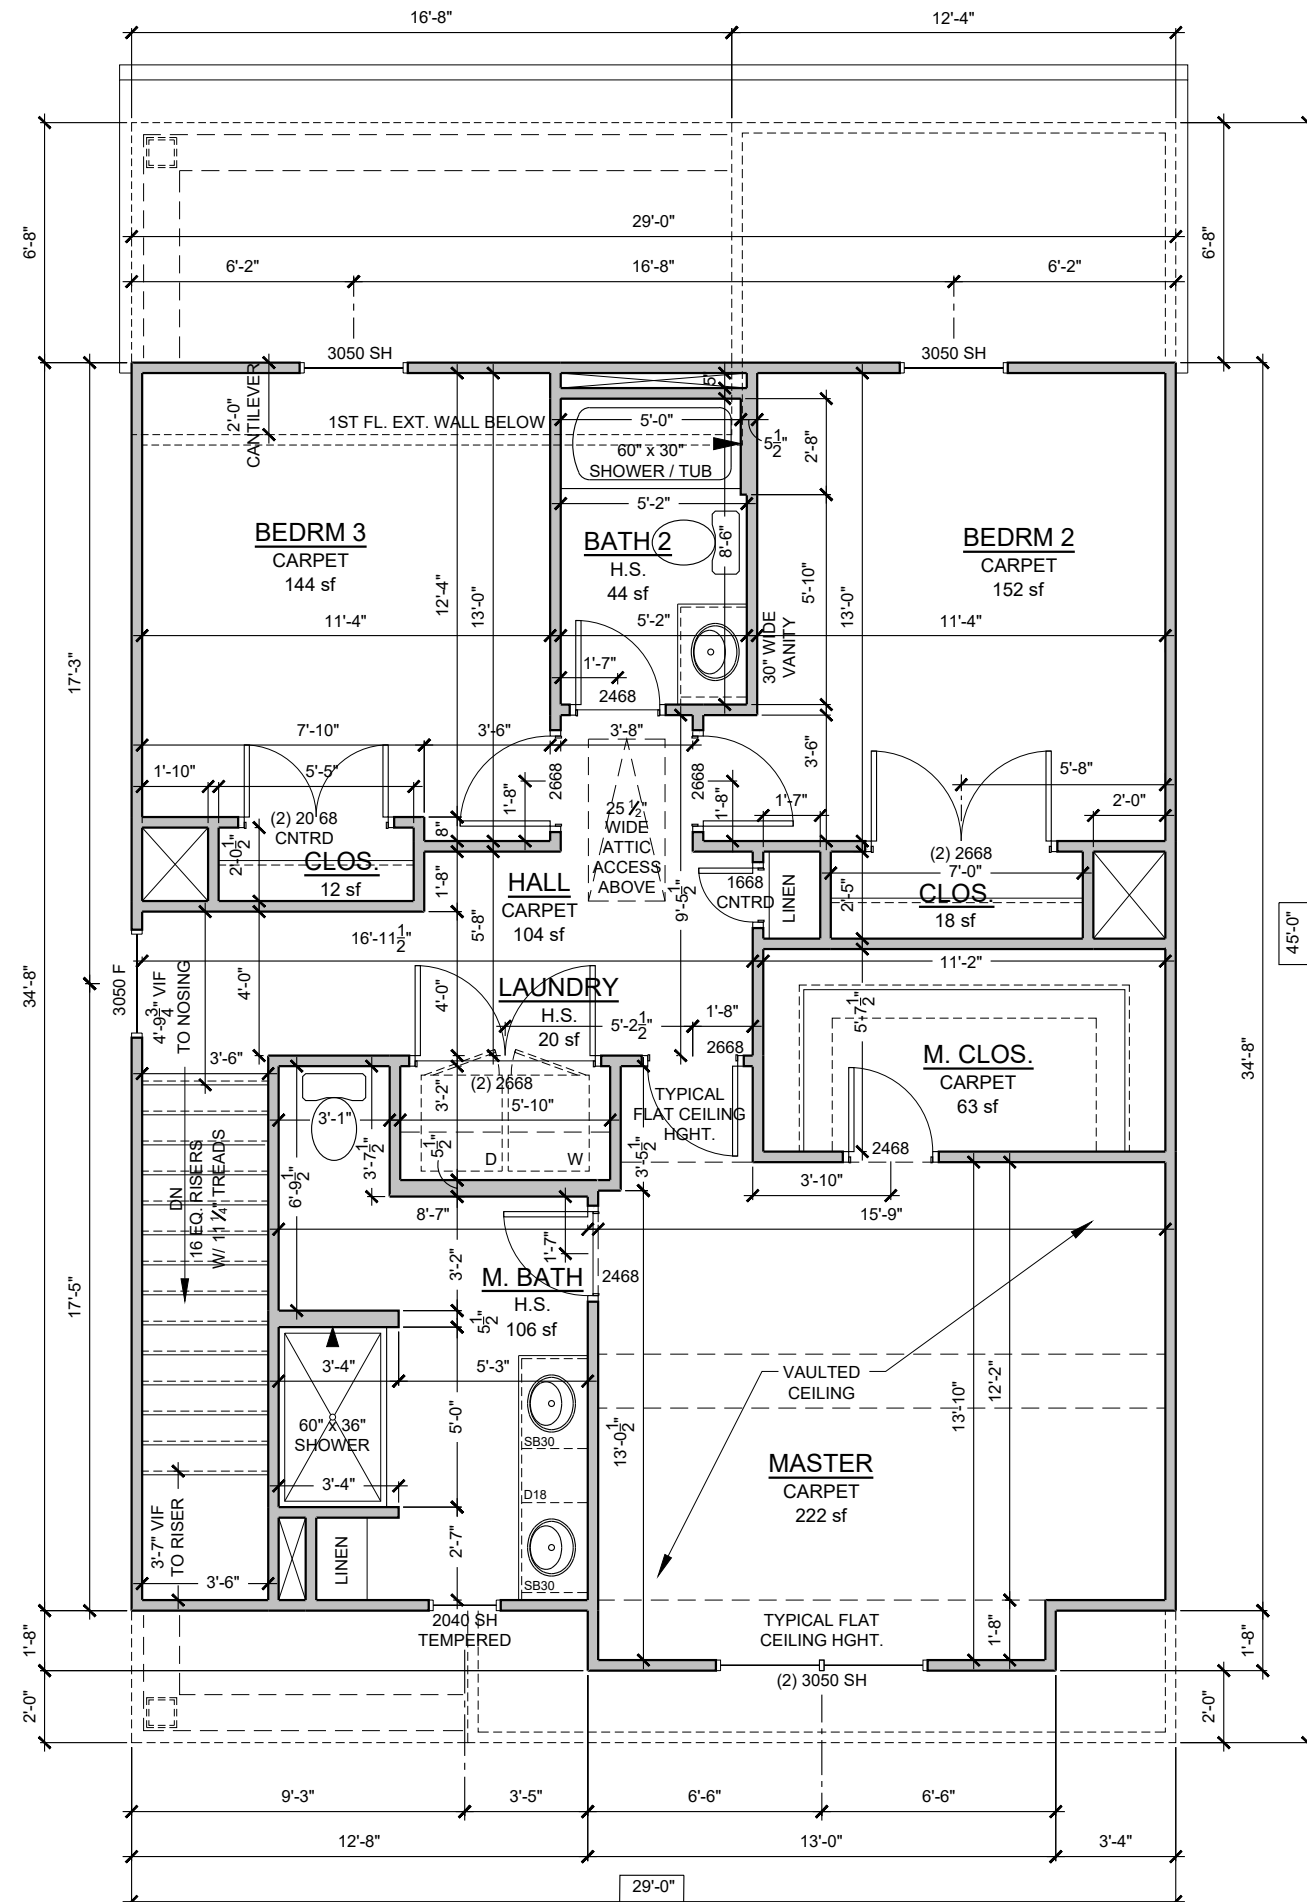 16'-8"
12'-4"
6'-8"
29'-0"
6'-8"
6'-2"
16'-8"
6'-2"
3050 SH
3050 SH
2'-0"
CANTILEVER
1ST FL. EXT. WALL BELOW
5'-0"
5"
5 1/2"
2'-8"
60" x 30"
SHOWER / TUB
5'-2"
BEDRM 3
CARPET
144 sf
BATH 2
H.S.
44 sf
8'-6"
BEDRM 2
CARPET
152 sf
12'-4"
13'-0"
5'-10"
13'-0"
11'-4"
5'-2"
11'-4"
30" WIDE
VANITY
1'-7"
2468
17'-3"
7'-10"
3'-6"
3'-8"
3'-6"
1'-10"
5'-5"
2668
2668
5'-8"
1'-8"
1'-8"
1'-7"
2'-0"
(2) 2068
CNTRD
8"
25 1/2"
WIDE
ATTIC
ACCESS
ABOVE
2'-0 1/2"
CLOS.
12 sf
1'-8"
(2) 2668
7'-0"
HALL
CARPET
104 sf
1668
CNTRD
LINEN
2'-5"
CLOS.
18 sf
9'-5 1/2"
5'-8"
16'-11 1/2"
45'-0"
34'-8"
3050 F
4'-9 3/4" VIF
TO NOSING
4'-0"
4'-0"
LAUNDRY
H.S.
20 sf
11'-2"
5'-7 1/2"
5'-2 1/2"
1'-8"
2668
3'-6"
M. CLOS.
CARPET
63 sf
34'-8"
(2) 2668
3'-2"
5'-10"
TYPICAL
FLAT CEILING
HGHT.
3'-1"
5 1/2"
3'-7 1/2"
D
W
3'-5 1/2"
2468
DN
16 EQ. RISERS
W/ 11 1/4" TREADS
6'-9 1/2"
3'-10"
8'-7"
15'-9"
1'-7"
3'-2"
M. BATH
H.S.
106 sf
2468
17'-5"
5 1/2"
3'-4"
5'-3"
VAULTED
CEILING
12'-2"
13'-10"
60" x 36"
SHOWER
5'-0"
SB30
13'-0 1/2"
MASTER
CARPET
222 sf
3'-4"
D18
3'-7" VIF
TO RISER
2'-7"
LINEN
3'-6"
SB30
2040 SH
TEMPERED
TYPICAL FLAT
CEILING HGHT.
1'-8"
1'-8"
1'-8"
(2) 3050 SH
2'-0"
2'-0"
9'-3"
3'-5"
6'-6"
6'-6"
12'-8"
13'-0"
3'-4"
29'-0"